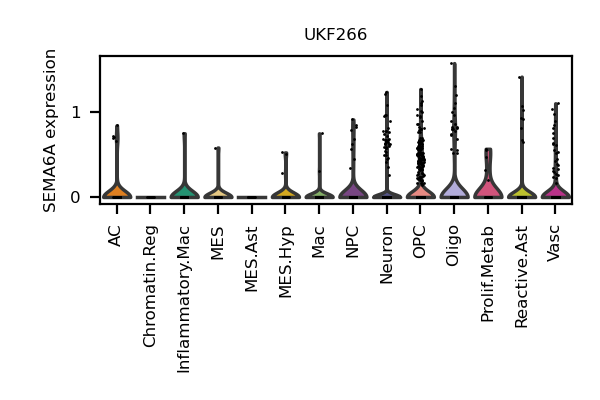 UKF266
SEMA6A expression
1
0
AC
Chromatin.Reg
Inflammatory.Mac
MES
MES.Ast
MES.Hyp
Mac
NPC
Neuron
OPC
Oligo
Prolif.Metab
Reactive.Ast
Vasc